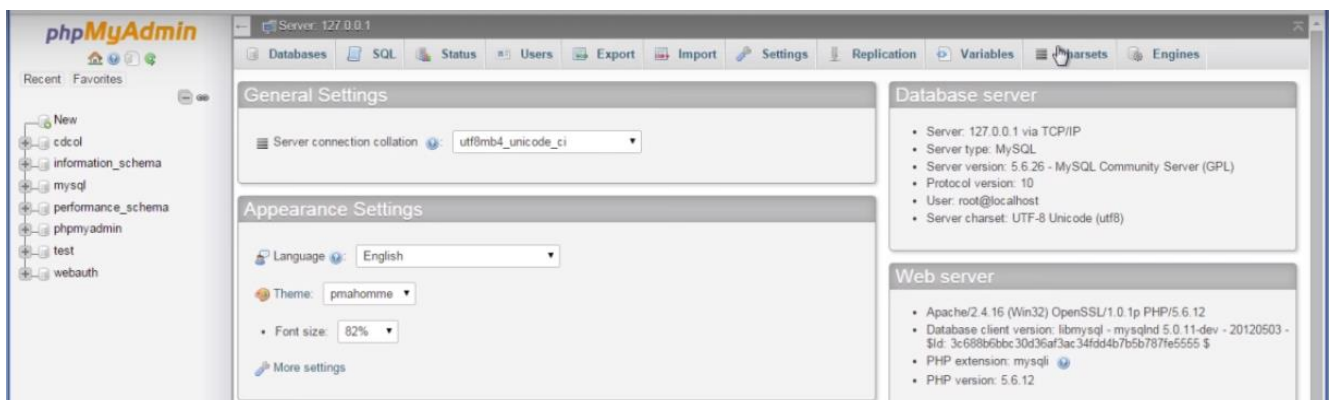 phpMyAdmin
Recent Favorites
New
cdcol
information_schema
mysql
performance_schema
phpmyadmin
test
webauth
Server: 127.0.0.1
Databases SQL Status Users Export Import Settings Replication Variables Charsets Engines
General Settings
Server connection collation : utf8mb4_unicode_ci
Appearance Settings
Language : English
Theme: pmahomme
• Font size: 82%
More settings
Database server
• Server: 127.0.0.1 via TCP/IP
• Server type: MySQL
• Server version: 5.6.26 - MySQL Community Server (GPL)
• Protocol version: 10
• User: root@localhost
• Server charset: UTF-8 Unicode (utf8)
Web server
• Apache/2.4.16 (Win32) OpenSSL/1.0.1p PHP/5.6.12
• Database client version: libmysql - mysqlnd 5.0.11-dev - 20120503 -
$Id: 3c688b6bbc30d36af3ac34fdd4b7b5b787fe5555 $
• PHP extension: mysqli
• PHP version: 5.6.12